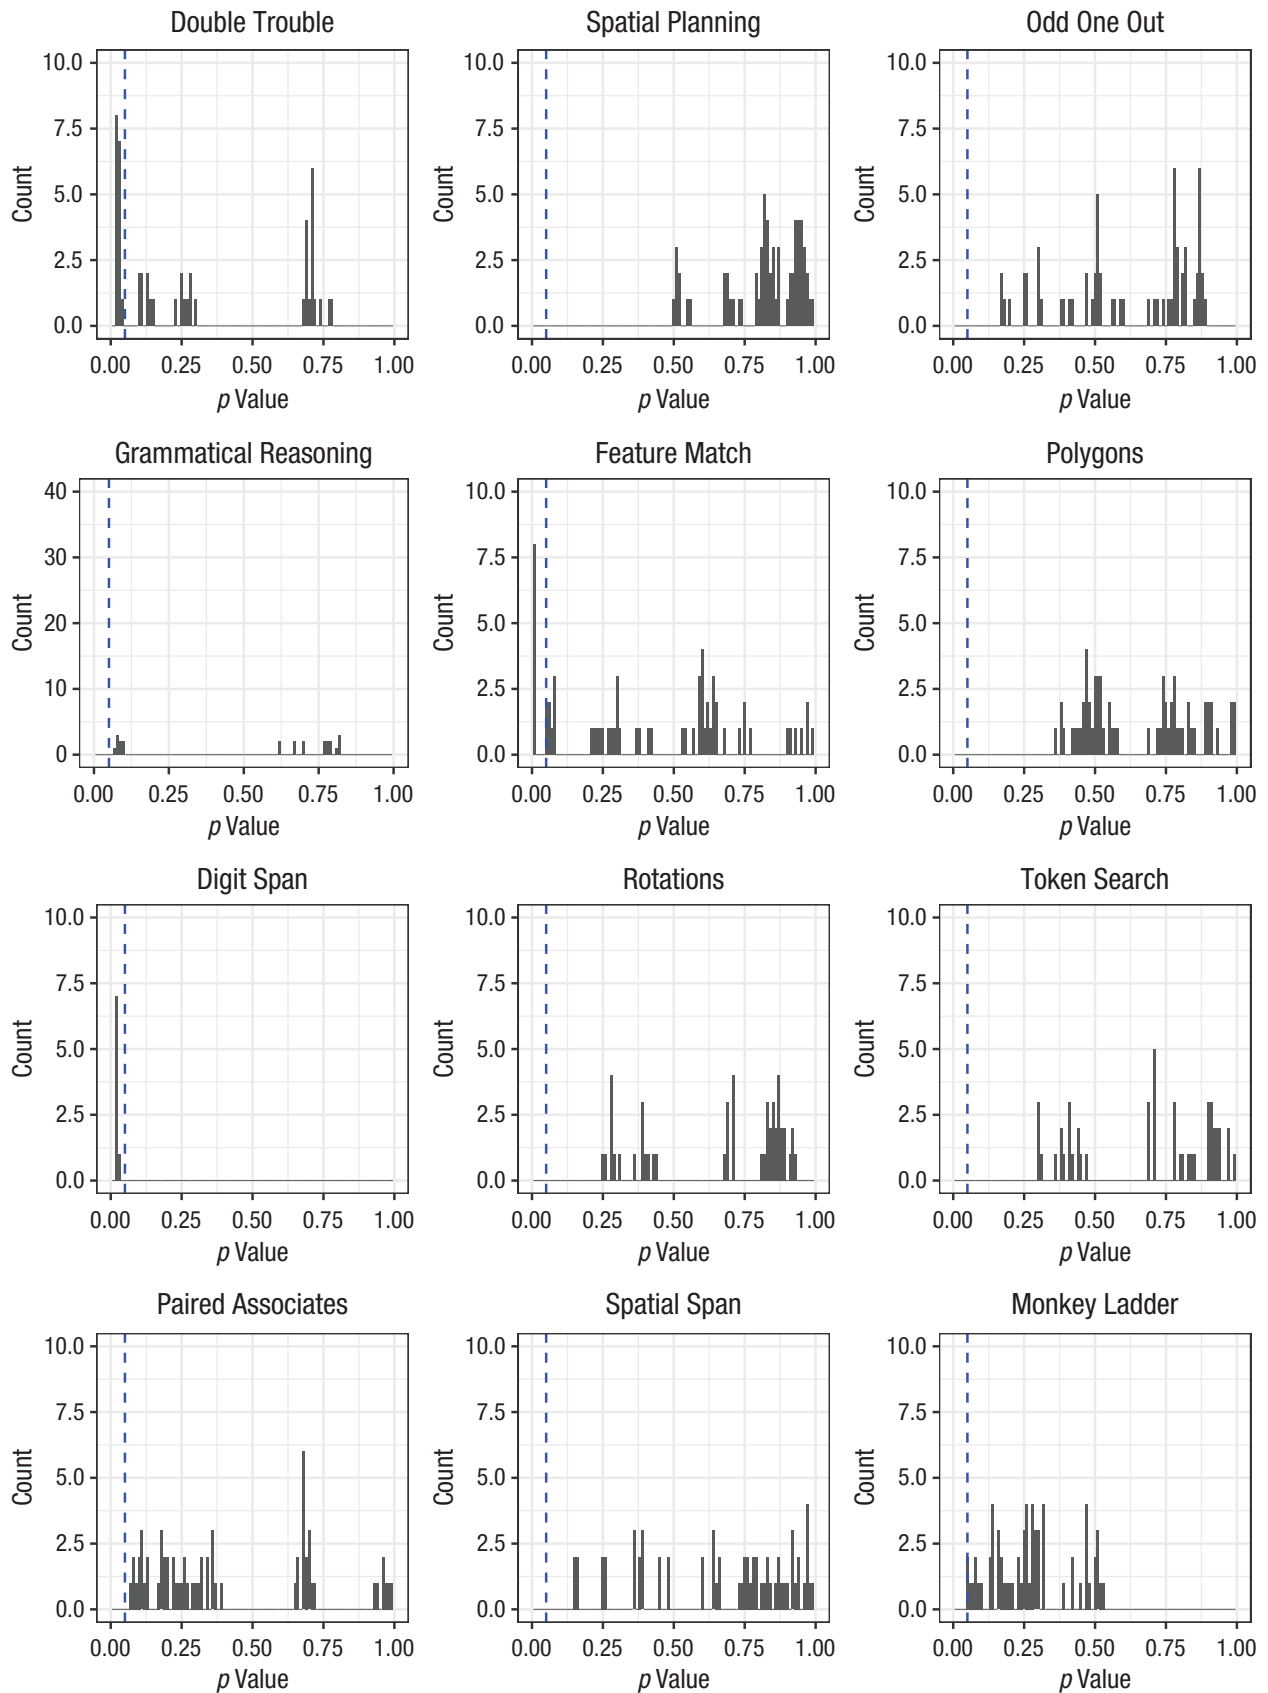 Double Trouble
Spatial Planning
Odd One Out
10.0
7.5
5.0
2.5
0.0
Count
0.00 0.25 0.50 0.75 1.00
p Value
10.0
7.5
5.0
2.5
0.0
Count
0.00 0.25 0.50 0.75 1.00
p Value
10.0
7.5
5.0
2.5
0.0
Count
0.00 0.25 0.50 0.75 1.00
p Value
Grammatical Reasoning
Feature Match
Polygons
40
30
20
10
0
Count
0.00 0.25 0.50 0.75 1.00
p Value
10.0
7.5
5.0
2.5
0.0
Count
0.00 0.25 0.50 0.75 1.00
p Value
10.0
7.5
5.0
2.5
0.0
Count
0.00 0.25 0.50 0.75 1.00
p Value
Digit Span
Rotations
Token Search
10.0
7.5
5.0
2.5
0.0
Count
0.00 0.25 0.50 0.75 1.00
p Value
10.0
7.5
5.0
2.5
0.0
Count
0.00 0.25 0.50 0.75 1.00
p Value
10.0
7.5
5.0
2.5
0.0
Count
0.00 0.25 0.50 0.75 1.00
p Value
Paired Associates
Spatial Span
Monkey Ladder
10.0
7.5
5.0
2.5
0.0
Count
0.00 0.25 0.50 0.75 1.00
p Value
10.0
7.5
5.0
2.5
0.0
Count
0.00 0.25 0.50 0.75 1.00
p Value
10.0
7.5
5.0
2.5
0.0
Count
0.00 0.25 0.50 0.75 1.00
p Value